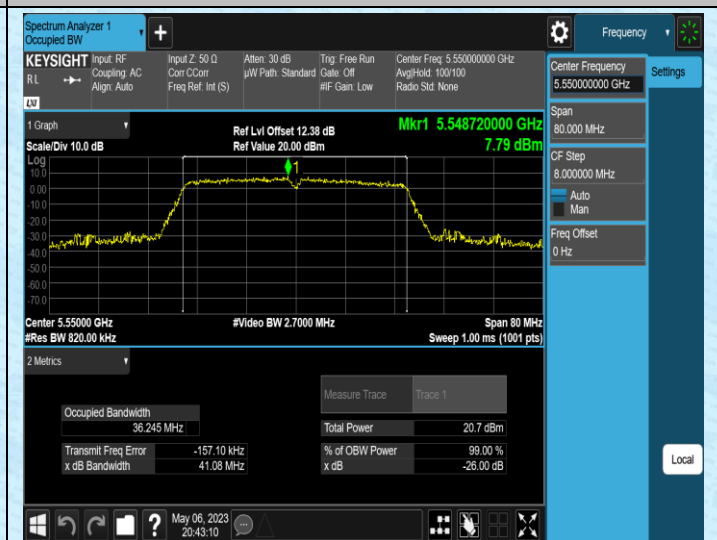 Spectrum Analyzer 1
Occupied BW
Frequency
KEYSIGHT
R L
LXI
Input: RF
Coupling: AC
Align: Auto
Input Z: 50 Ω
Corr CCorr
Freq Ref: Int (S)
Atten: 30 dB
µW Path: Standard
Trig: Free Run
Gate: Off
#IF Gain: Low
Center Freq: 5.550000000 GHz
Avg|Hold: 100/100
Radio Std: None
Center Frequency
5.550000000 GHz
Settings
Span
80.000 MHz
CF Step
8.000000 MHz
Auto
Man
Freq Offset
0 Hz
1 Graph
Scale/Div 10.0 dB
Ref Lvl Offset 12.38 dB
Ref Value 20.00 dBm
Mkr1 5.548720000 GHz
7.79 dBm
Log
10.0
0.00
-10.0
-20.0
-30.0
-40.0
-50.0
-60.0
-70.0
1
Center 5.55000 GHz
#Video BW 2.7000 MHz
Span 80 MHz
#Res BW 820.00 kHz
Sweep 1.00 ms (1001 pts)
2 Metrics
Measure Trace
Trace 1
Occupied Bandwidth
36.245 MHz
Total Power
20.7 dBm
Transmit Freq Error
-157.10 kHz
% of OBW Power
99.00 %
x dB Bandwidth
41.08 MHz
x dB
-26.00 dB
Local
May 06, 2023
20:43:10